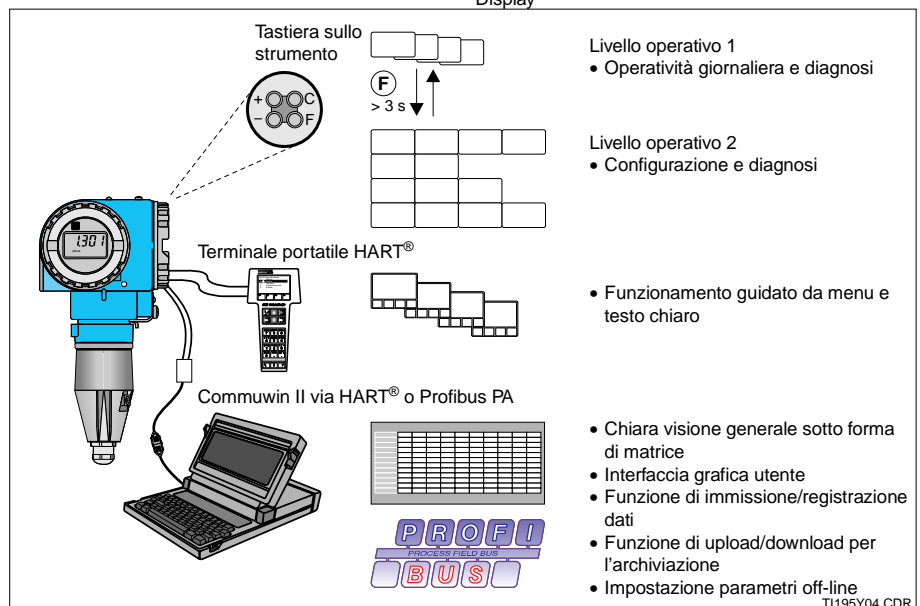 Display
Tastiera sullo
strumento
+ C
− F
F
> 3 s
Livello operativo 1
• Operatività giornaliera e diagnosi
Livello operativo 2
• Configurazione e diagnosi
1.301
Terminale portatile HART®
• Funzionamento guidato da menu e
testo chiaro
Commuwin II via HART® o Profibus PA
• Chiara visione generale sotto forma
di matrice
• Interfaccia grafica utente
• Funzione di immissione/registrazione
dati
• Funzione di upload/download per
l'archiviazione
• Impostazione parametri off-line
PROFI
PROCESS FIELD BUS
BUS
TI195Y04.CDR